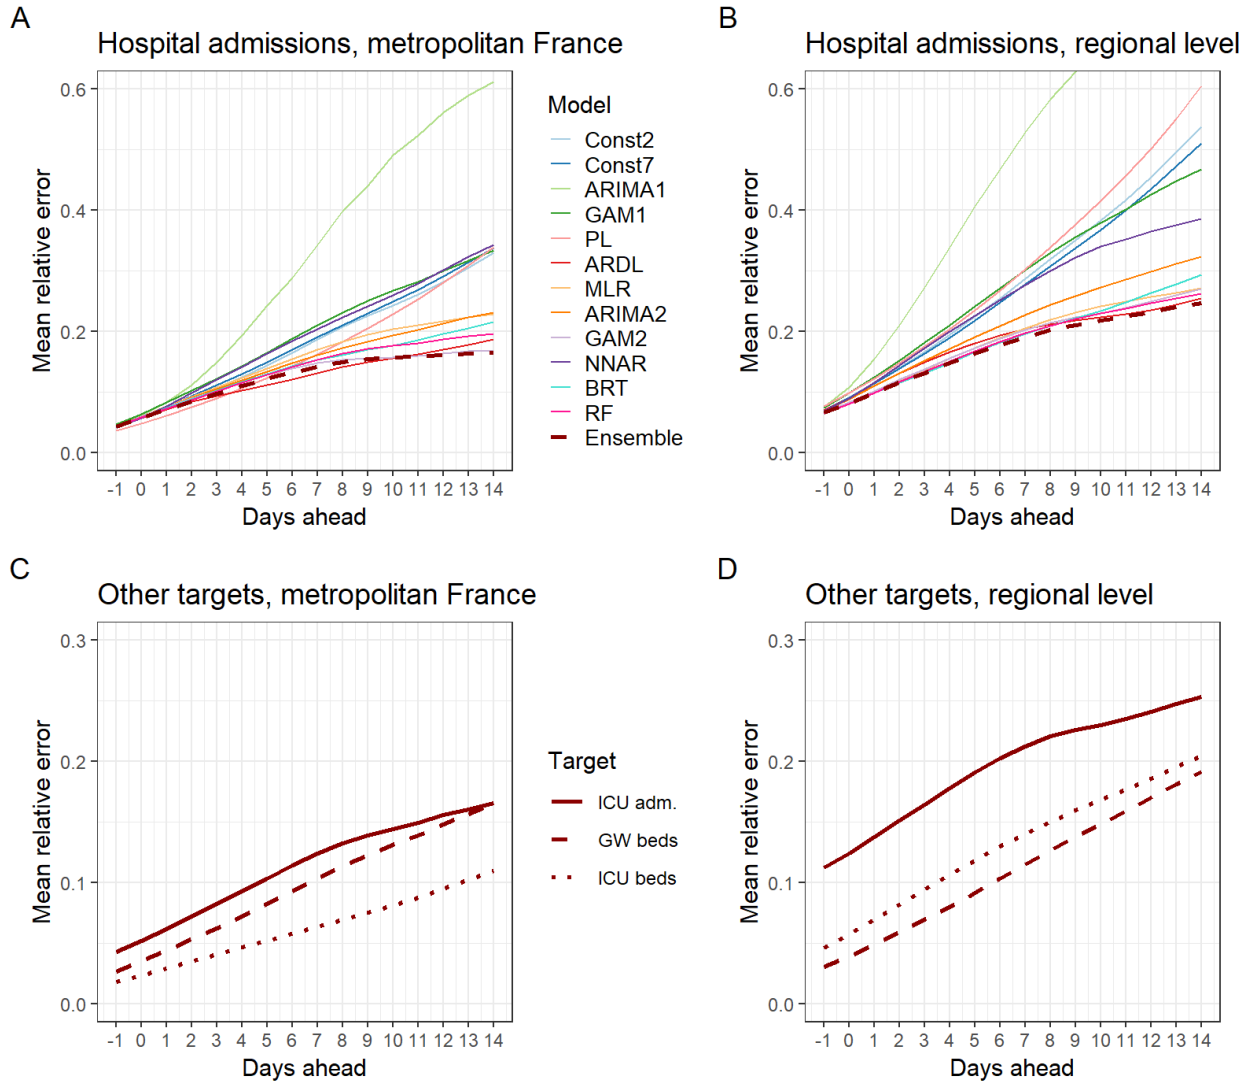 A
Hospital admissions, metropolitan France
Mean relative error
0.6
0.4
0.2
0.0
-1 0 1 2 3 4 5 6 7 8 9 10 11 12 13 14
Days ahead
Model
Const2
Const7
ARIMA1
GAM1
PL
ARDL
MLR
ARIMA2
GAM2
NNAR
BRT
RF
Ensemble
B
Hospital admissions, regional level
Mean relative error
0.6
0.4
0.2
0.0
-1 0 1 2 3 4 5 6 7 8 9 10 11 12 13 14
Days ahead
C
Other targets, metropolitan France
Mean relative error
0.3
0.2
0.1
0.0
-1 0 1 2 3 4 5 6 7 8 9 10 11 12 13 14
Days ahead
Target
ICU adm.
GW beds
ICU beds
D
Other targets, regional level
Mean relative error
0.3
0.2
0.1
0.0
-1 0 1 2 3 4 5 6 7 8 9 10 11 12 13 14
Days ahead